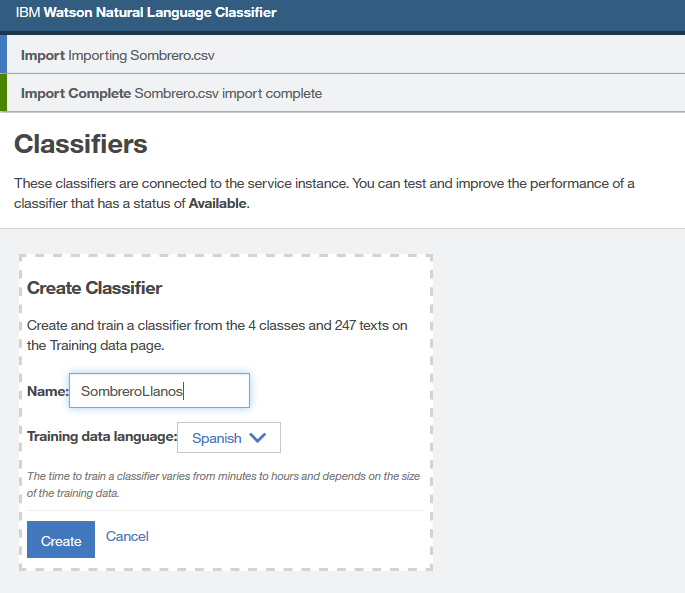 IBM Watson Natural Language Classifier
Import Importing Sombrero.csv
Import Complete Sombrero.csv import complete
Classifiers
These classifiers are connected to the service instance. You can test and improve the performance of a
classifier that has a status of Available.
Create Classifier
Create and train a classifier from the 4 classes and 247 texts on
the Training data page.
Name: SombreroLlanos
Training data language: Spanish
The time to train a classifier varies from minutes to hours and depends on the size
of the training data.
Create Cancel